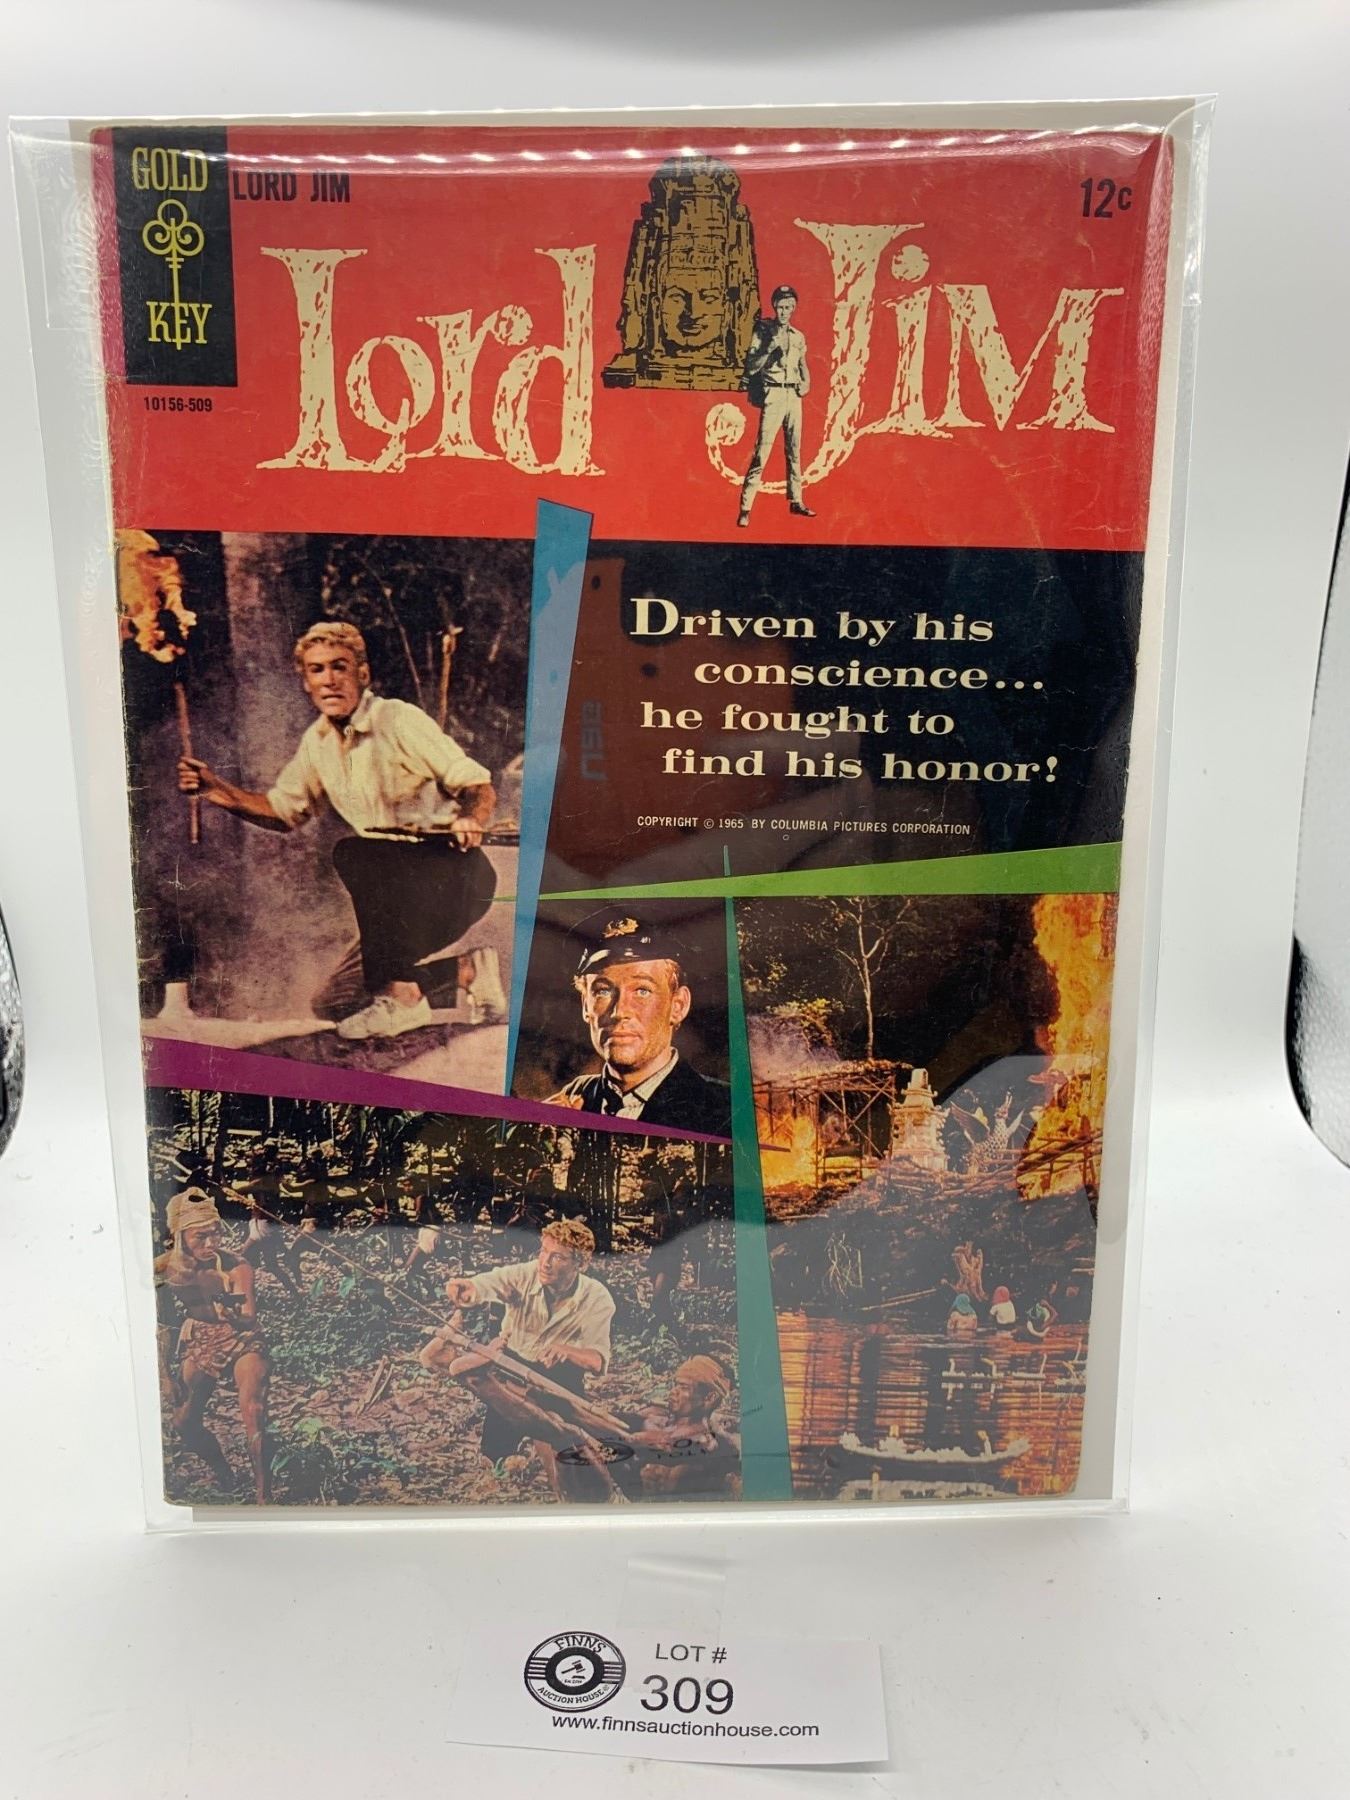 GOLD
KEY
LORD JIM
12c
Lord Jim
10156-509
Driven by his
conscience...
he fought to
find his honor!
COPYRIGHT © 1965 BY COLUMBIA PICTURES CORPORATION
FINNS
AUCTION HOUSE
LOT #
309
www.finnsauctionhouse.com